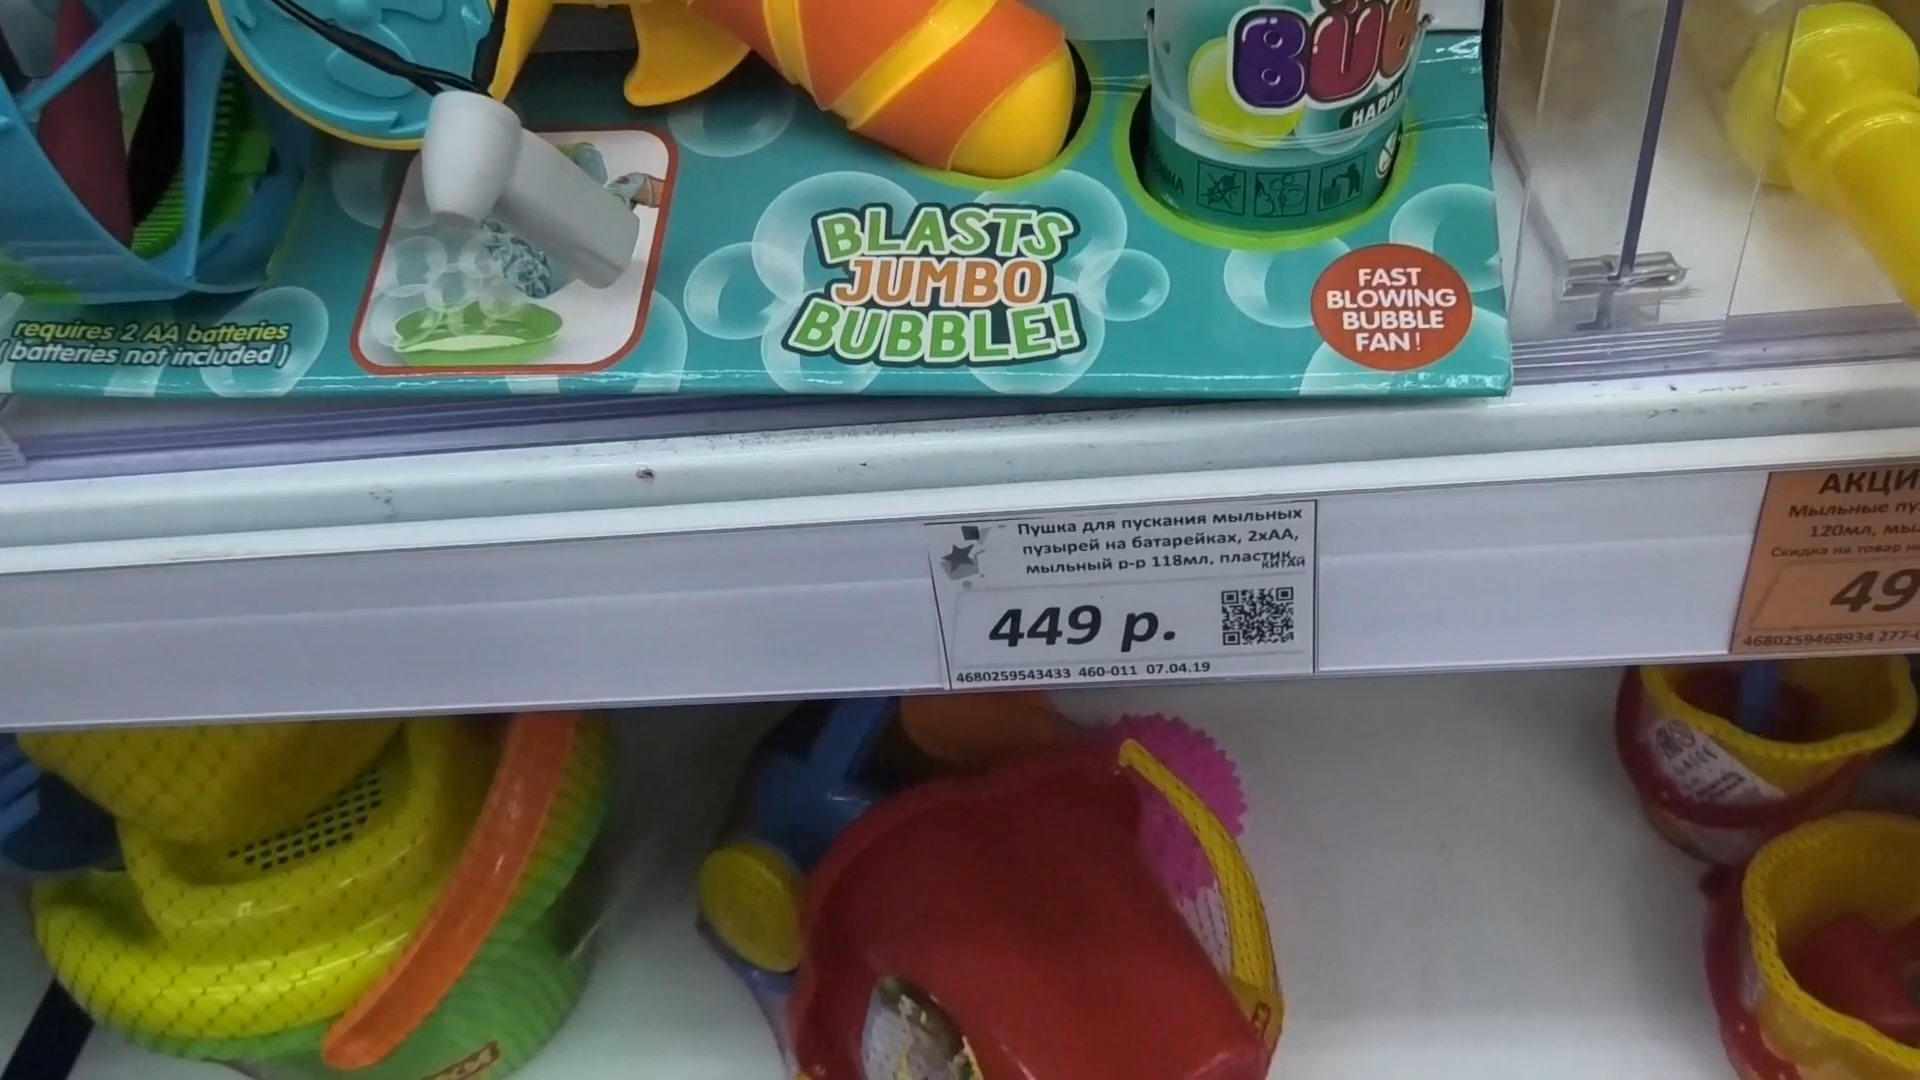 BÜB
HAPPY
BLASTS
JUMBO
BUBBLE!
FAST
BLOWING
BUBBLE
FAN!
requires 2 AA batteries
(batteries not included)
Пушка для пускания мыльных
пузырей на батарейках, 2хАА,
мыльный р-р 118мл, пластик,
КИТАЙ
449 р.
4680259543433 460-011 07.04.19
АКЦИ
Мыльные пу
120мл, мы
Скидка на товар
49
4680259468934 277-